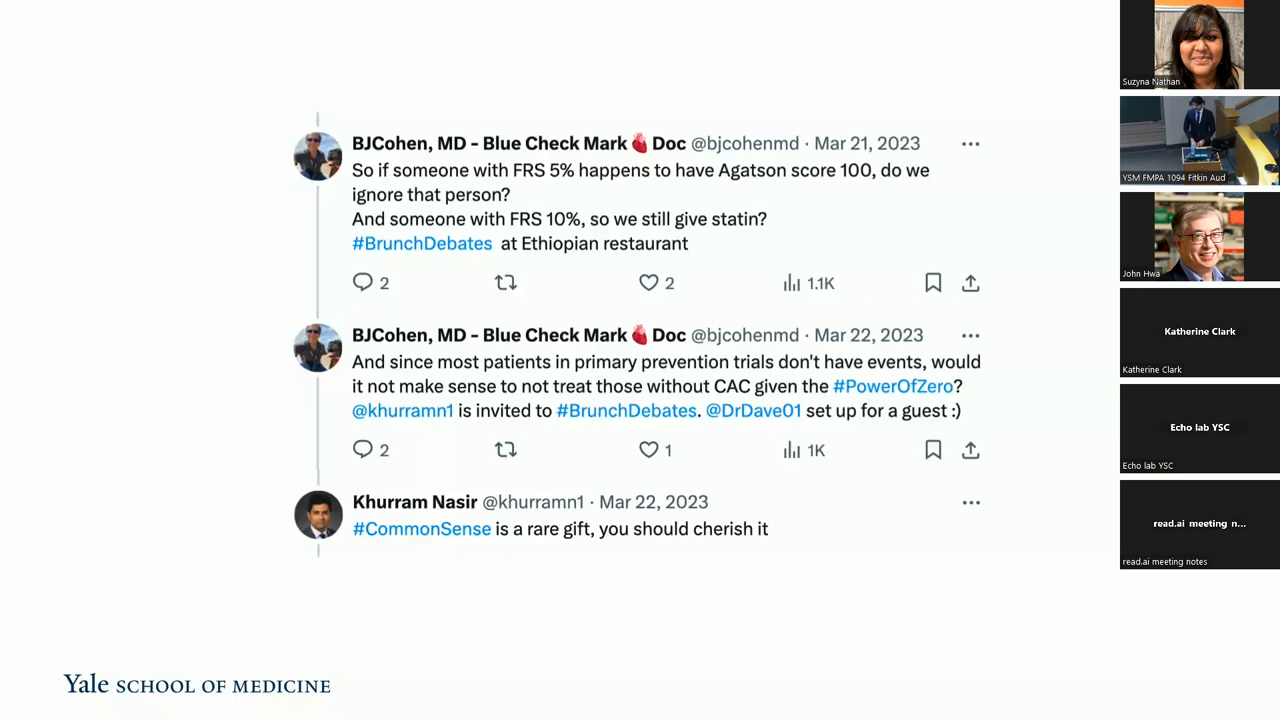 BJCohen, MD - Blue Check Mark 🫀 Doc @bjcohenmd · Mar 21, 2023
So if someone with FRS 5% happens to have Agatson score 100, do we
ignore that person?
And someone with FRS 10%, so we still give statin?
#BrunchDebates at Ethiopian restaurant
2
2
1.1K
BJCohen, MD - Blue Check Mark 🫀 Doc @bjcohenmd · Mar 22, 2023
And since most patients in primary prevention trials don't have events, would
it not make sense to not treat those without CAC given the #PowerOfZero?
@khurramn1 is invited to #BrunchDebates. @DrDave01 set up for a guest :)
2
1
1K
Khurram Nasir @khurramn1 · Mar 22, 2023
#CommonSense is a rare gift, you should cherish it
Yale SCHOOL OF MEDICINE
Suzyna Nathan
YSM FMPA 1094 Fitkin Aud
John Hwa
Katherine Clark
Katherine Clark
Echo lab YSC
Echo lab YSC
read.ai meeting n...
read.ai meeting notes